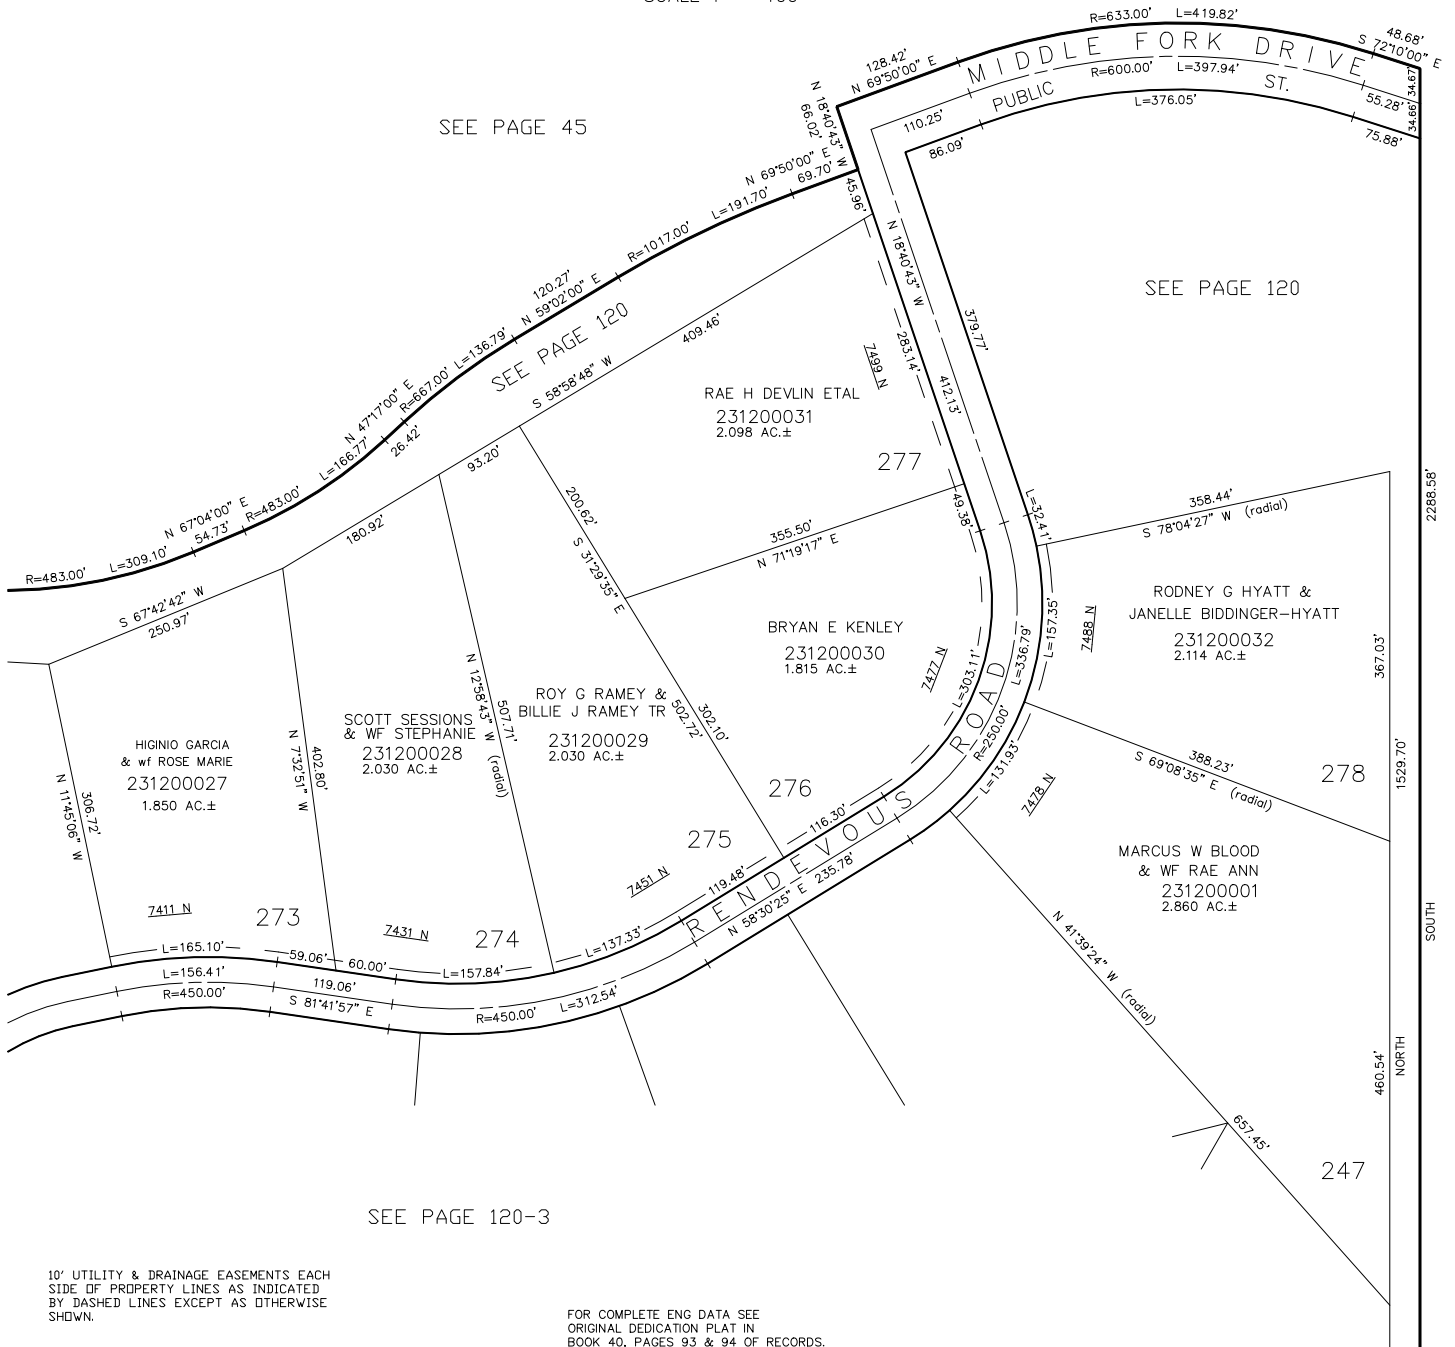 R=633.00' L=419.82'
48.68'
S 72°10'00" E
128.42'
N 69°50'00" E
MIDDLE FORK DRIVE
R=600.00' L=397.94'
PUBLIC ST.
L=376.05'
34.67'
55.28'
34.66'
75.88'
110.25'
86.09'
N 18°40'43" W
66.02'
SEE PAGE 45
N 69°50'00" E
69.70'
45.96'
L=191.70'
R=1017.00'
120.27'
N 59°02'00" E
SEE PAGE 120
L=136.79'
R=667.00'
N 47°17'00" E
26.42'
L=166.77'
R=483.00'
N 67°04'00" E
54.73'
L=309.10'
R=483.00'
409.46'
S 58°58'48" W
93.20'
180.92'
S 67°42'42" W
250.97'
N 18°40'43" W
283.14'
412.13'
379.77'
SEE PAGE 120
7499 N
RAE H DEVLIN ETAL
231200031
2.098 AC.±
277
49.38'
L=32.41'
200.62'
S 31°29'35" E
355.50'
N 71°19'17" E
358.44'
S 78°04'27" W (radial)
2288.58'
RODNEY G HYATT &
JANELLE BIDDINGER-HYATT
231200032
2.114 AC.±
7488 N
L=157.35'
L=336.79'
367.03'
BRYAN E KENLEY
231200030
1.815 AC.±
7477 N
L=303.11'
R=250.00'
RENDEVOUS ROAD
L=131.93'
302.10'
502.72'
276
116.30'
ROY G RAMEY &
BILLIE J RAMEY TR
231200029
2.030 AC.±
N 12°58'43" W (radial)
507.71'
275
7451 N
119.48'
SCOTT SESSIONS
& WF STEPHANIE
231200028
2.030 AC.±
N 7°32'51" W
402.80'
274
7431 N
HIGINIO GARCIA
& wf ROSE MARIE
231200027
1.850 AC.±
306.72'
N 11°45'06" W
273
7411 N
388.23'
S 69°08'35" E (radial)
278
1529.70'
7478 N
MARCUS W BLOOD
& WF RAE ANN
231200001
2.860 AC.±
N 41°39'24" W (radial)
657.45'
SOUTH
NORTH
460.54'
247
N 58°30'25" E 235.78'
L=137.33'
L=157.84'
60.00'
59.06'
L=165.10'
L=156.41'
R=450.00'
119.06'
S 81°41'57" E
R=450.00' L=312.54'
SEE PAGE 120-3
10' UTILITY & DRAINAGE EASEMENTS EACH
SIDE OF PROPERTY LINES AS INDICATED
BY DASHED LINES EXCEPT AS OTHERWISE
SHOWN.
FOR COMPLETE ENG DATA SEE
ORIGINAL DEDICATION PLAT IN
BOOK 40, PAGES 93 & 94 OF RECORDS.